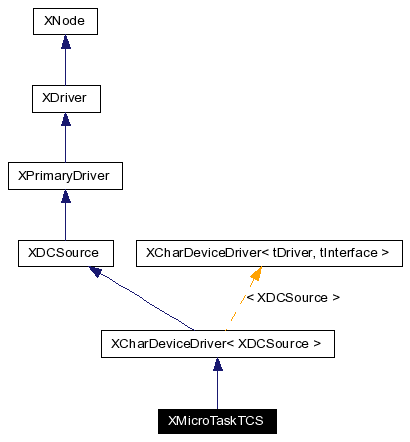 XNode
XDriver
XPrimaryDriver
XDCSource
XCharDeviceDriver< tDriver, tInterface >
< XDCSource >
XCharDeviceDriver< XDCSource >
XMicroTaskTCS